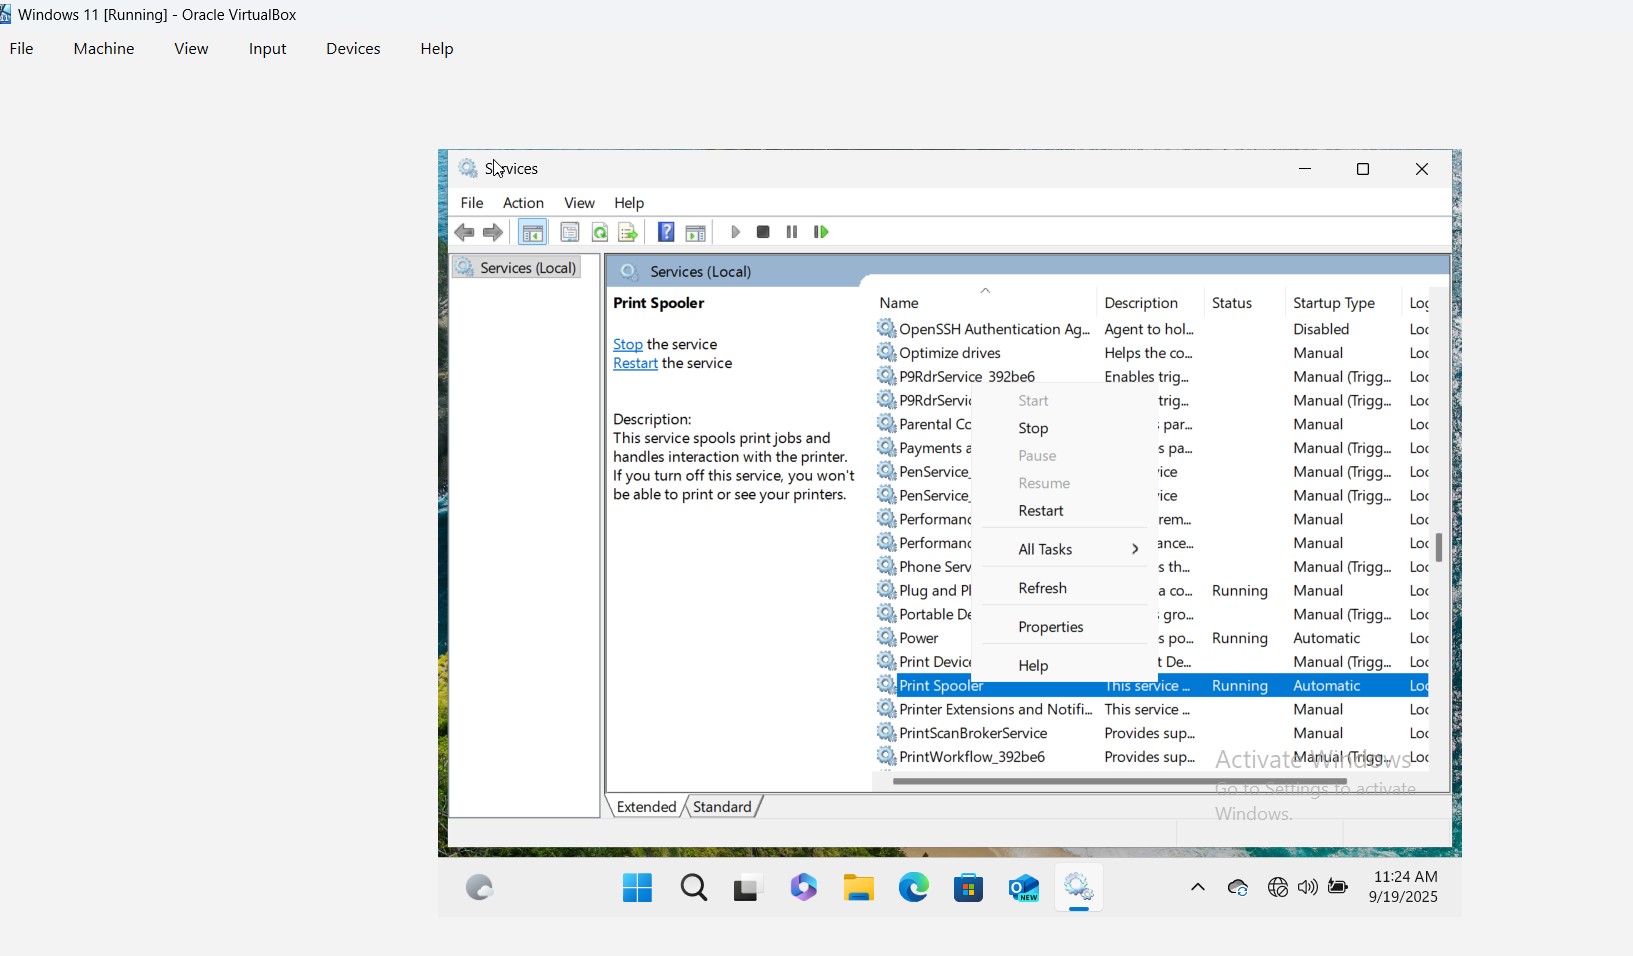 Windows 11 [Running] - Oracle VirtualBox
File Machine View Input Devices Help
Services
File Action View Help
Services (Local)
Services (Local)
Print Spooler
Stop the service
Restart the service
Description:
This service spools print jobs and
handles interaction with the printer.
If you turn off this service, you won't
be able to print or see your printers.
Name Description Status Startup Type Log
OpenSSH Authentication Ag... Agent to hol... Disabled Loc
Optimize drives Helps the co... Manual Loc
P9RdrService_392be6 Enables trig... Manual (Trigg... Loc
P9RdrServic trig... Manual (Trigg... Loc
Parental Co par... Manual Loc
Payments a s pa... Manual (Trigg... Loc
PenService_ vice Manual (Trigg... Loc
PenService_ vice Manual (Trigg... Loc
Performanc rem... Manual Loc
Performanc ance... Manual Loc
Phone Serv s th... Manual (Trigg... Loc
Plug and Pl a co... Running Manual Loc
Portable De gro... Manual (Trigg... Loc
Power s po... Running Automatic Loc
Print Device t De... Manual (Trigg... Loc
Print Spooler This service ... Running Automatic Loc
Printer Extensions and Notifi... This service ... Manual Loc
PrintScanBrokerService Provides sup... Manual Loc
PrintWorkflow_392be6 Provides sup... Manual (Trigg... Loc
Start
Stop
Pause
Resume
Restart
All Tasks
Refresh
Properties
Help
Activate Windows
Go to Settings to activate
Windows.
Extended Standard
NEW
11:24 AM
9/19/2025